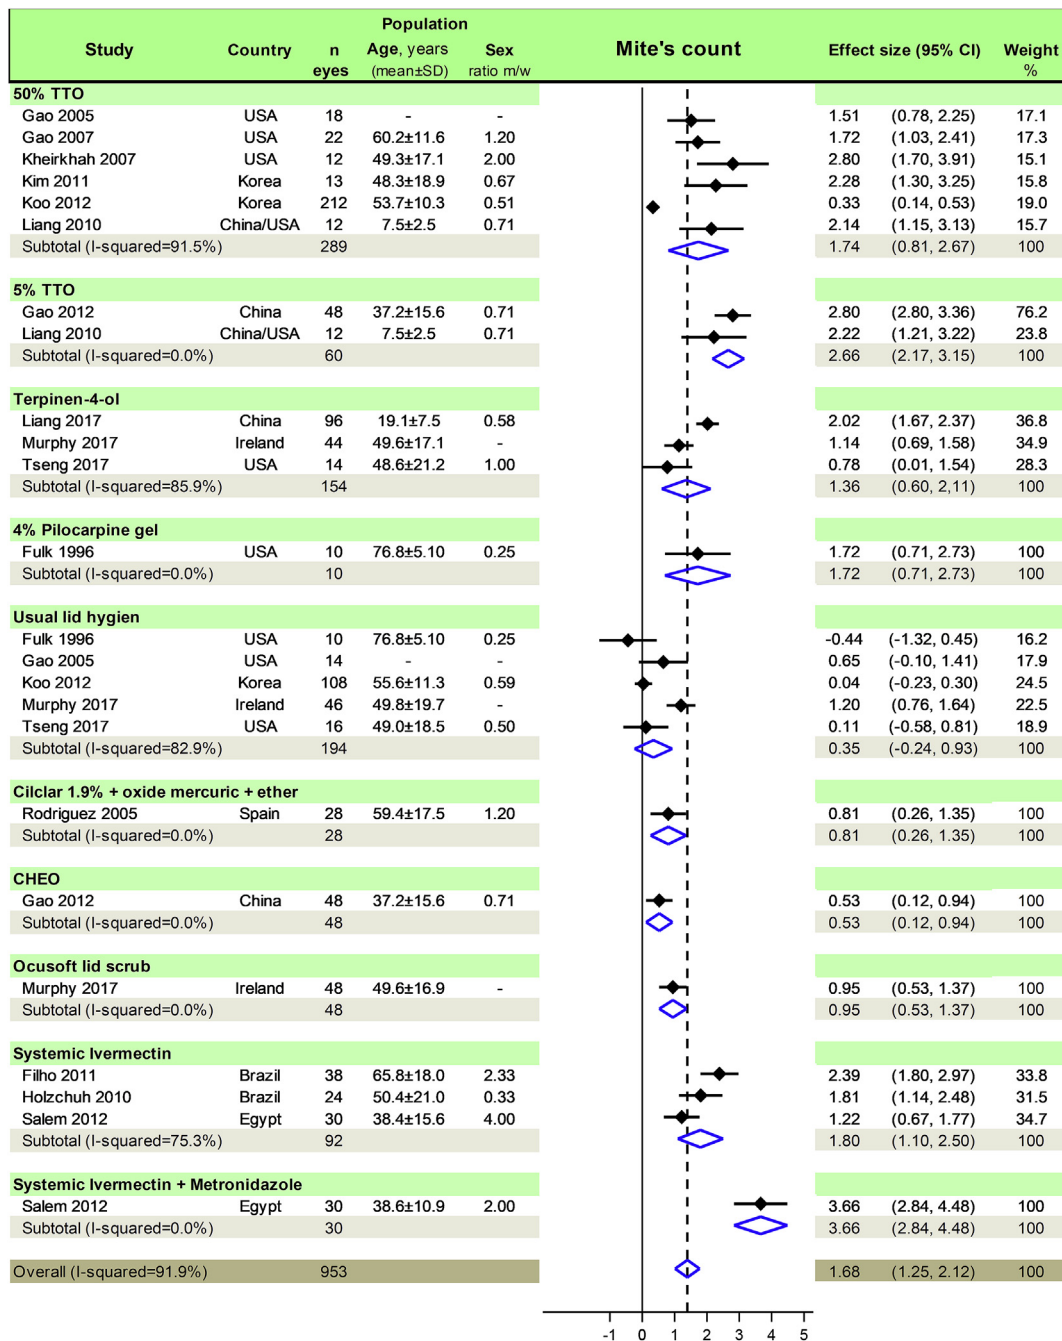 Population
Study Country n Age, years Sex Mite's count Effect size (95% CI) Weight
eyes (mean±SD) ratio m/w %
50% TTO
Gao 2005 USA 18 - - 1.51 (0.78, 2.25) 17.1
Gao 2007 USA 22 60.2±11.6 1.20 1.72 (1.03, 2.41) 17.3
Kheirkhah 2007 USA 12 49.3±17.1 2.00 2.80 (1.70, 3.91) 15.1
Kim 2011 Korea 13 48.3±18.9 0.67 2.28 (1.30, 3.25) 15.8
Koo 2012 Korea 212 53.7±10.3 0.51 0.33 (0.14, 0.53) 19.0
Liang 2010 China/USA 12 7.5±2.5 0.71 2.14 (1.15, 3.13) 15.7
Subtotal (I-squared=91.5%) 289 1.74 (0.81, 2.67) 100
5% TTO
Gao 2012 China 48 37.2±15.6 0.71 2.80 (2.80, 3.36) 76.2
Liang 2010 China/USA 12 7.5±2.5 0.71 2.22 (1.21, 3.22) 23.8
Subtotal (I-squared=0.0%) 60 2.66 (2.17, 3.15) 100
Terpinen-4-ol
Liang 2017 China 96 19.1±7.5 0.58 2.02 (1.67, 2.37) 36.8
Murphy 2017 Ireland 44 49.6±17.1 - 1.14 (0.69, 1.58) 34.9
Tseng 2017 USA 14 48.6±21.2 1.00 0.78 (0.01, 1.54) 28.3
Subtotal (I-squared=85.9%) 154 1.36 (0.60, 2,11) 100
4% Pilocarpine gel
Fulk 1996 USA 10 76.8±5.10 0.25 1.72 (0.71, 2.73) 100
Subtotal (I-squared=0.0%) 10 1.72 (0.71, 2.73) 100
Usual lid hygien
Fulk 1996 USA 10 76.8±5.10 0.25 -0.44 (-1.32, 0.45) 16.2
Gao 2005 USA 14 - - 0.65 (-0.10, 1.41) 17.9
Koo 2012 Korea 108 55.6±11.3 0.59 0.04 (-0.23, 0.30) 24.5
Murphy 2017 Ireland 46 49.8±19.7 - 1.20 (0.76, 1.64) 22.5
Tseng 2017 USA 16 49.0±18.5 0.50 0.11 (-0.58, 0.81) 18.9
Subtotal (I-squared=82.9%) 194 0.35 (-0.24, 0.93) 100
Cilclar 1.9% + oxide mercuric + ether
Rodriguez 2005 Spain 28 59.4±17.5 1.20 0.81 (0.26, 1.35) 100
Subtotal (I-squared=0.0%) 28 0.81 (0.26, 1.35) 100
CHEO
Gao 2012 China 48 37.2±15.6 0.71 0.53 (0.12, 0.94) 100
Subtotal (I-squared=0.0%) 48 0.53 (0.12, 0.94) 100
Ocusoft lid scrub
Murphy 2017 Ireland 48 49.6±16.9 - 0.95 (0.53, 1.37) 100
Subtotal (I-squared=0.0%) 48 0.95 (0.53, 1.37) 100
Systemic Ivermectin
Filho 2011 Brazil 38 65.8±18.0 2.33 2.39 (1.80, 2.97) 33.8
Holzchuh 2010 Brazil 24 50.4±21.0 0.33 1.81 (1.14, 2.48) 31.5
Salem 2012 Egypt 30 38.4±15.6 4.00 1.22 (0.67, 1.77) 34.7
Subtotal (I-squared=75.3%) 92 1.80 (1.10, 2.50) 100
Systemic Ivermectin + Metronidazole
Salem 2012 Egypt 30 38.6±10.9 2.00 3.66 (2.84, 4.48) 100
Subtotal (I-squared=0.0%) 30 3.66 (2.84, 4.48) 100
Overall (I-squared=91.9%) 953 1.68 (1.25, 2.12) 100
-1 0 1 2 3 4 5